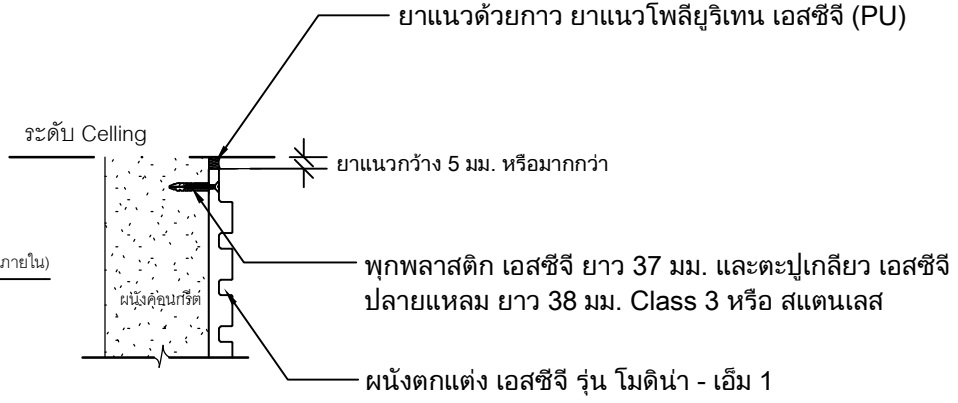 ยาแนวด้วยกาว ยาแนวโพลียูริเทน เอสซีจี (PU)
ระดับ Celling
ยาแนวกว้าง 5 มม. หรือมากกว่า
ภายใน)
พุกพลาสติก เอสซีจี ยาว 37 มม. และตะปูเกลียว เอสซีจี
ปลายแหลม ยาว 38 มม. Class 3 หรือ สแตนเลส
ผนังคอนกรีต
ผนังตกแต่ง เอสซีจี รุ่น โมดิน่า - เอ็ม 1